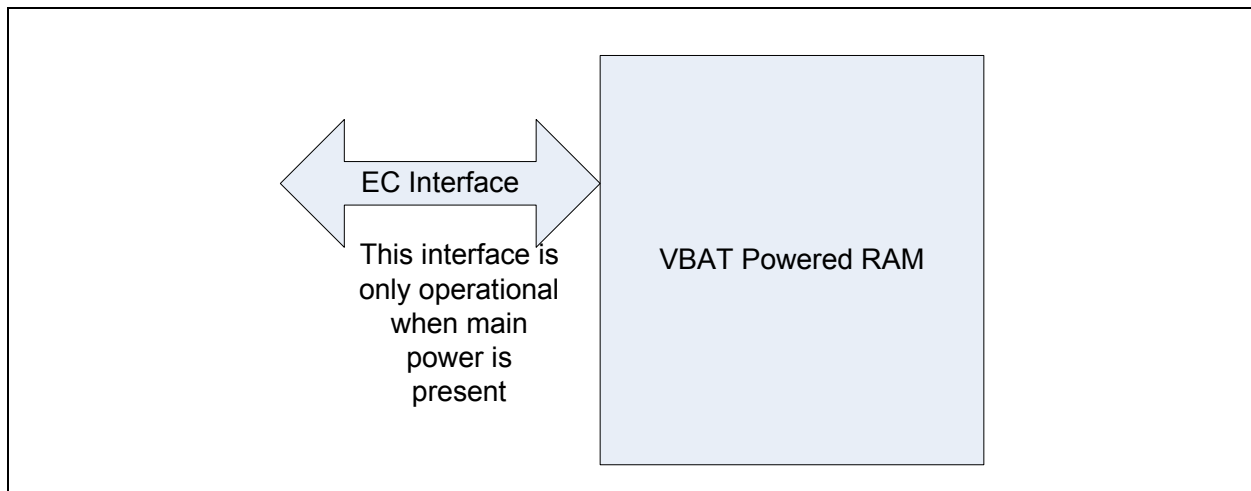 EC Interface
This interface is
only operational
when main
power is
present
VBAT Powered RAM